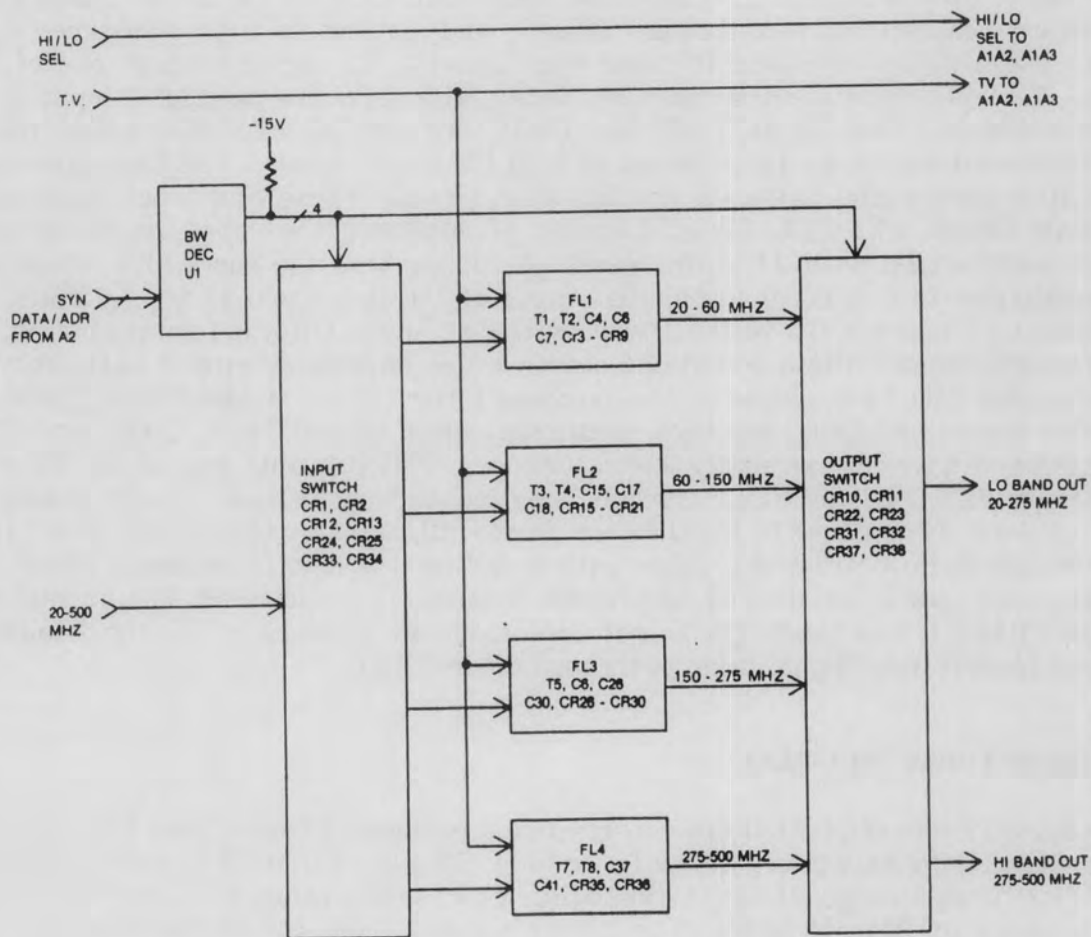 HI / LO
SEL
T.V.
HI / LO
SEL TO
A1A2, A1A3
TV TO
A1A2, A1A3
-15V
4
BW
DEC
U1
SYN
DATA / ADR
FROM A2
FL1
T1, T2, C4, C6
C7, Cr3 - CR9
20 - 60 MHZ
FL2
T3, T4, C15, C17
C18, CR15 - CR21
60 - 150 MHZ
INPUT
SWITCH
CR1, CR2
CR12, CR13
CR24, CR25
CR33, CR34
OUTPUT
SWITCH
CR10, CR11
CR22, CR23
CR31, CR32
CR37, CR38
LO BAND OUT
20-275 MHZ
20-500
MHZ
FL3
T5, C6, C26
C30, CR26 - CR30
150 - 275 MHZ
FL4
T7, T8, C37
C41, CR35, CR36
275-500 MHZ
HI BAND OUT
275-500 MHZ